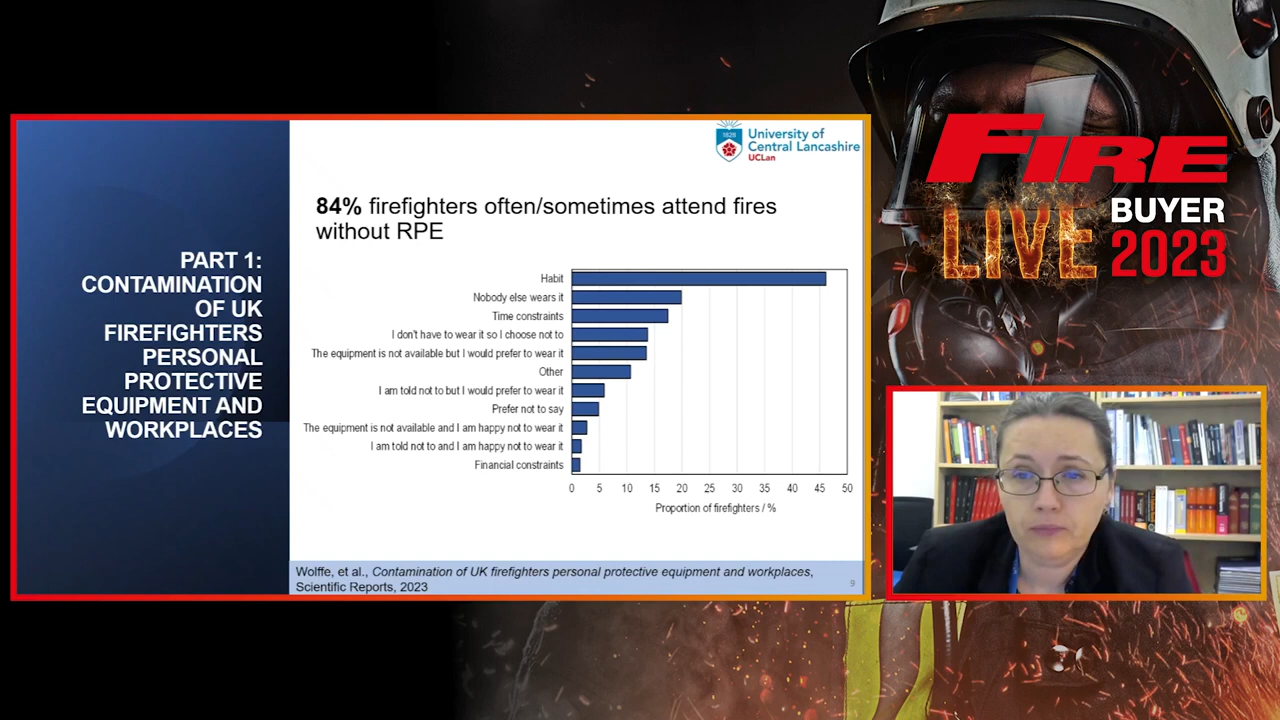 PART 1:
CONTAMINATION
OF UK
FIREFIGHTERS
PERSONAL
PROTECTIVE
EQUIPMENT AND
WORKPLACES
1828
University of
Central Lancashire
UCLan
84% firefighters often/sometimes attend fires
without RPE
Habit
Nobody else wears it
Time constraints
I don't have to wear it so I choose not to
The equipment is not available but I would prefer to wear it
Other
I am told not to but I would prefer to wear it
Prefer not to say
The equipment is not available and I am happy not to wear it
I am told not to and I am happy not to wear it
Financial constraints
0 5 10 15 20 25 30 35 40 45 50
Proportion of firefighters / %
Wolffe, et al., Contamination of UK firefighters personal protective equipment and workplaces,
Scientific Reports, 2023
9
FIRE
LIVE BUYER
2023